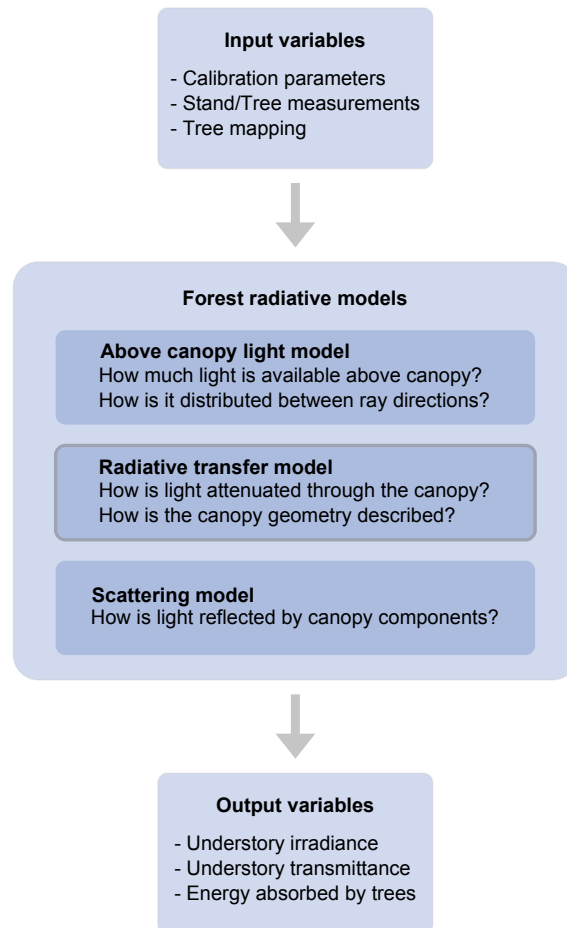 Input variables
- Calibration parameters
- Stand/Tree measurements
- Tree mapping
Forest radiative models
Above canopy light model
How much light is available above canopy?
How is it distributed between ray directions?
Radiative transfer model
How is light attenuated through the canopy?
How is the canopy geometry described?
Scattering model
How is light reflected by canopy components?
Output variables
- Understory irradiance
- Understory transmittance
- Energy absorbed by trees